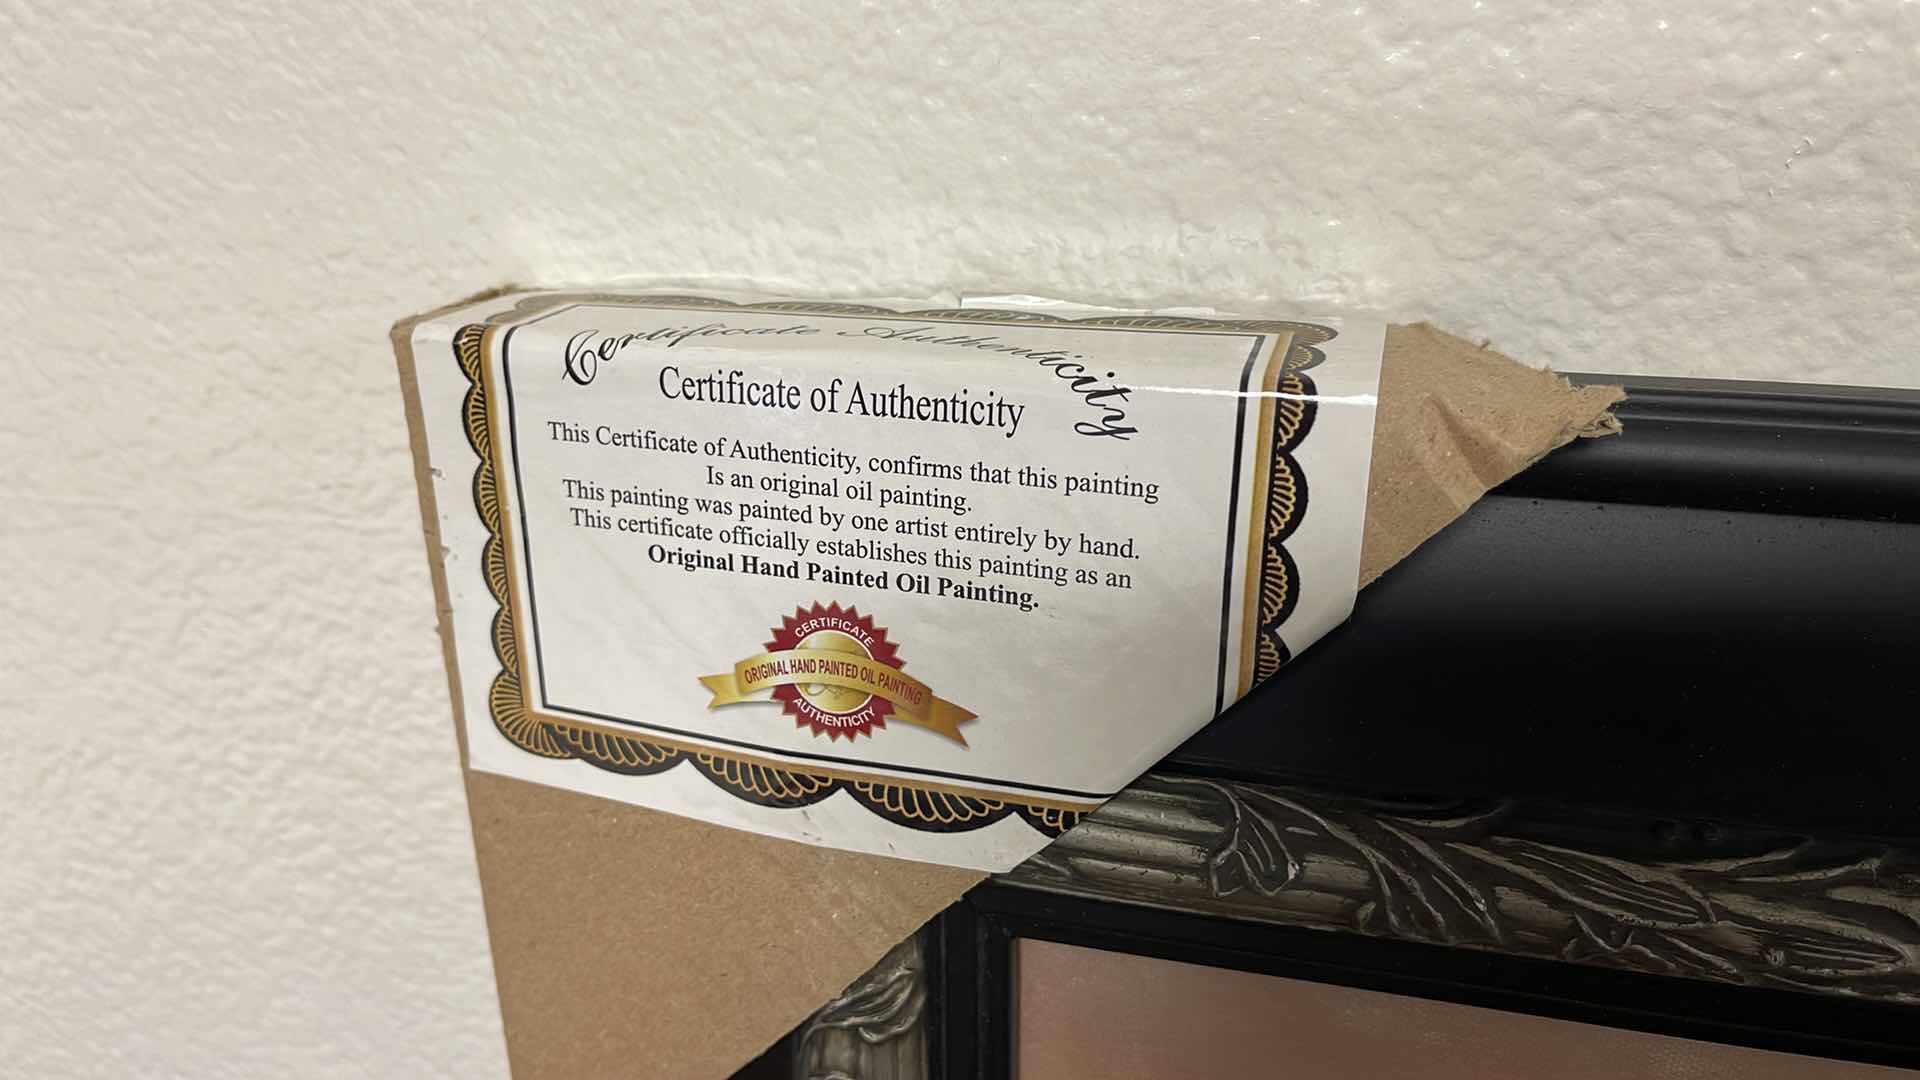 Certificate Authenticity
Certificate of Authenticity
This Certificate of Authenticity, confirms that this painting
Is an original oil painting.
This painting was painted by one artist entirely by hand.
This certificate officially establishes this painting as an
Original Hand Painted Oil Painting.
CERTIFICATE
ORIGINAL HAND PAINTED OIL PAINTING
AUTHENTICITY